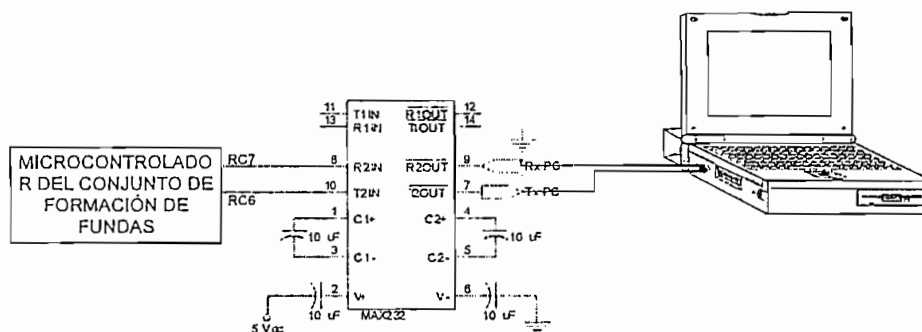 MICROCONTROLADO
R DEL CONJUNTO DE
FORMACIÓN DE
FUNDAS
RC7
RC6
11 T1IN R1OUT 12
13 R1IN T1OUT 14
8 R2IN R2OUT 9 Rx PC
10 T2IN T2OUT 7 Tx PC
1 C1+ C2+ 4
10 uF 10 uF
3 C1- C2- 5
2 V+ V- 6
10 uF 10 uF
5 Vcc
MAX232